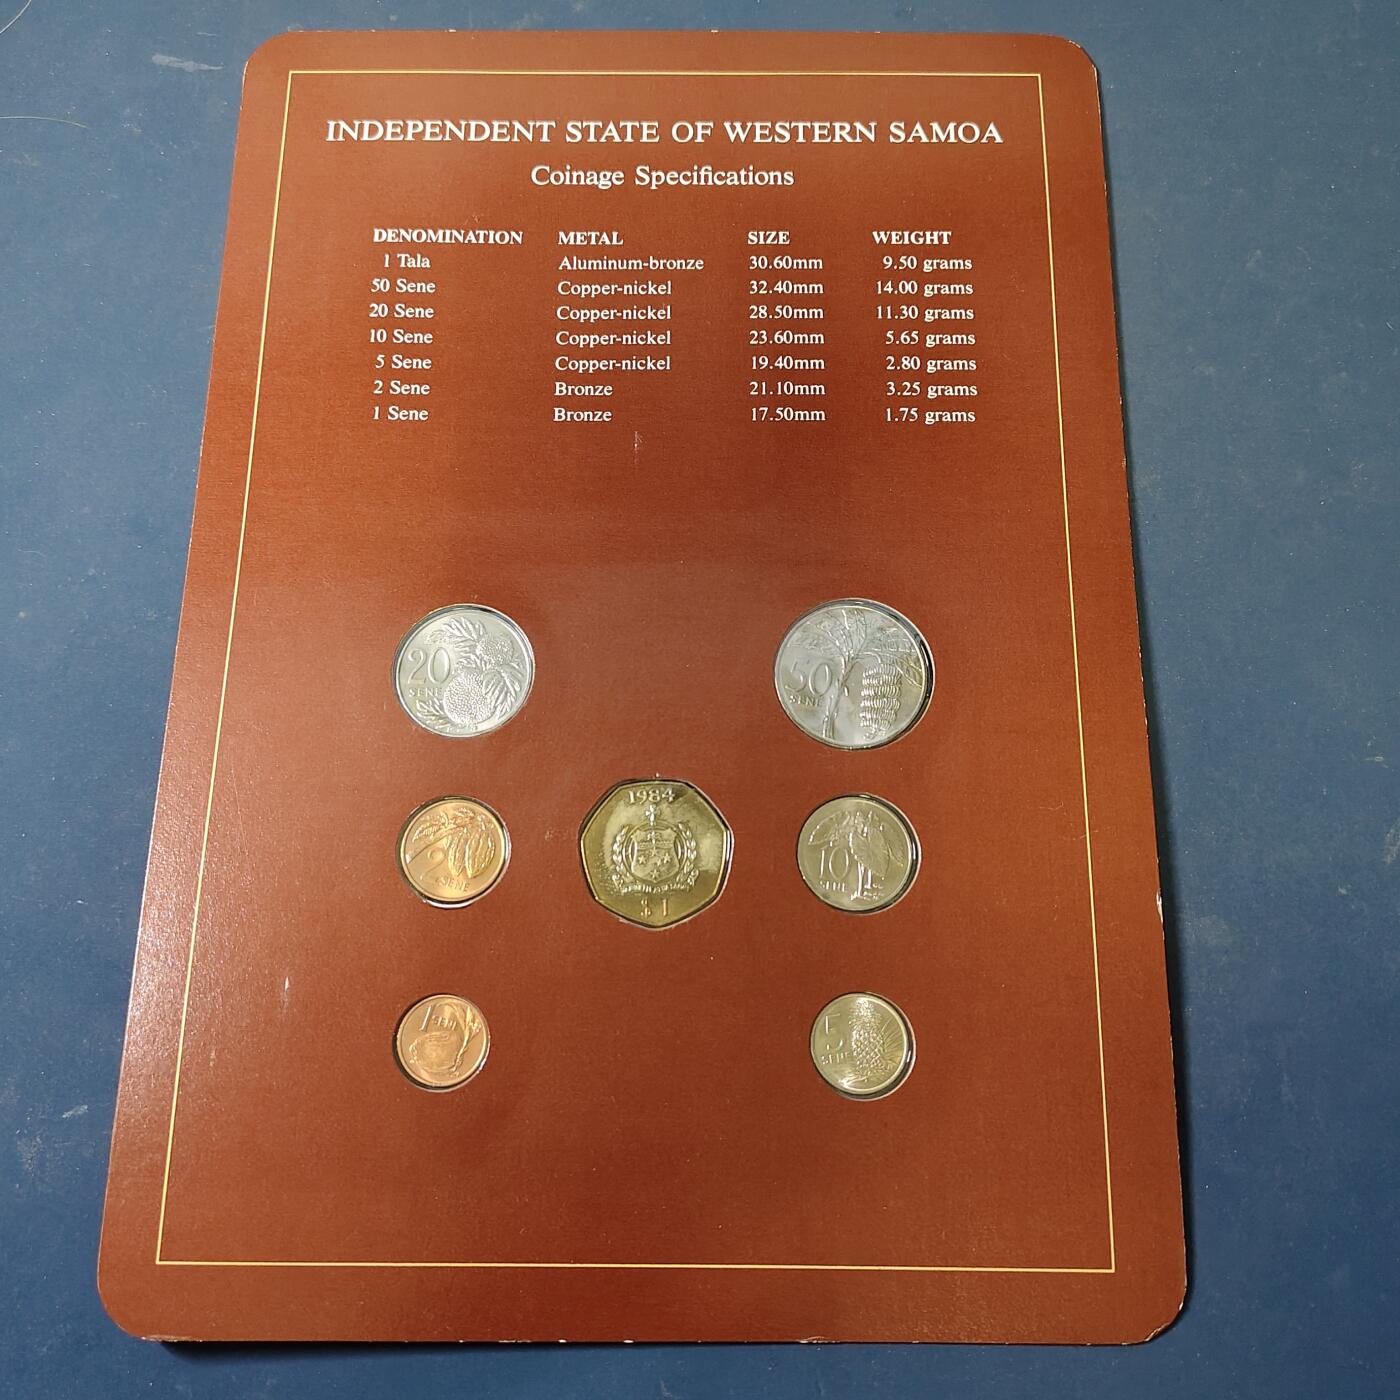 INDEPENDENT STATE OF WESTERN SAMOA
Coinage Specifications
DENOMINATION METAL SIZE WEIGHT
1 Tala Aluminum-bronze 30.60mm 9.50 grams
50 Sene Copper-nickel 32.40mm 14.00 grams
20 Sene Copper-nickel 28.50mm 11.30 grams
10 Sene Copper-nickel 23.60mm 5.65 grams
5 Sene Copper-nickel 19.40mm 2.80 grams
2 Sene Bronze 21.10mm 3.25 grams
1 Sene Bronze 17.50mm 1.75 grams
20
SENE
50
SENE
1984
$1
2
SENE
10
SENE
1
SENE
5
SENE